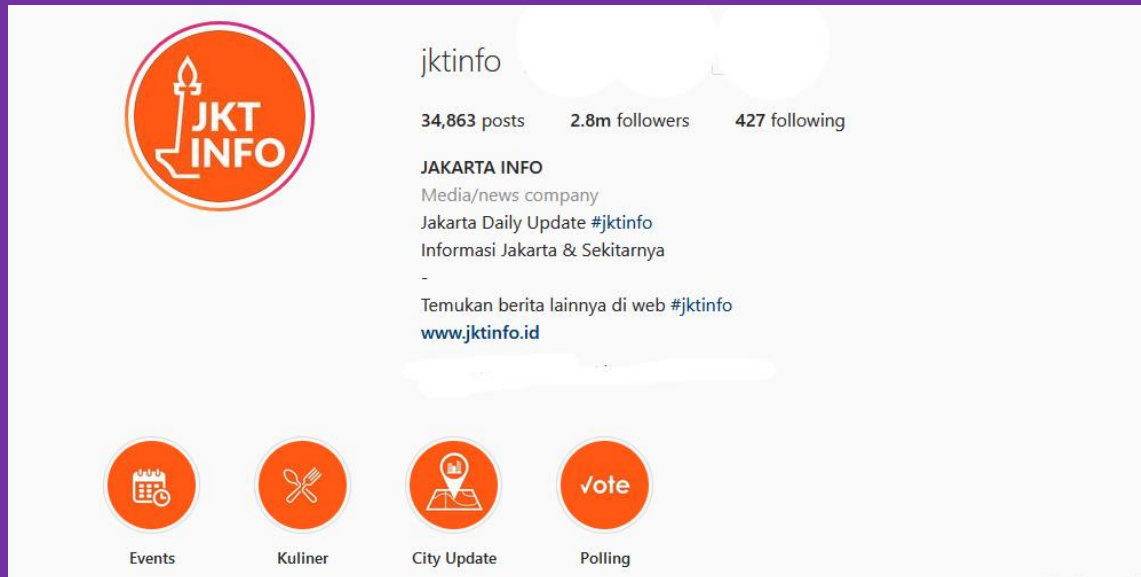 JKT
INFO
jktinfo
34,863 posts 2.8m followers 427 following
JAKARTA INFO
Media/news company
Jakarta Daily Update #jktinfo
Informasi Jakarta & Sekitarnya
-
Temukan berita lainnya di web #jktinfo
www.jktinfo.id
√ote
Events Kuliner City Update Polling